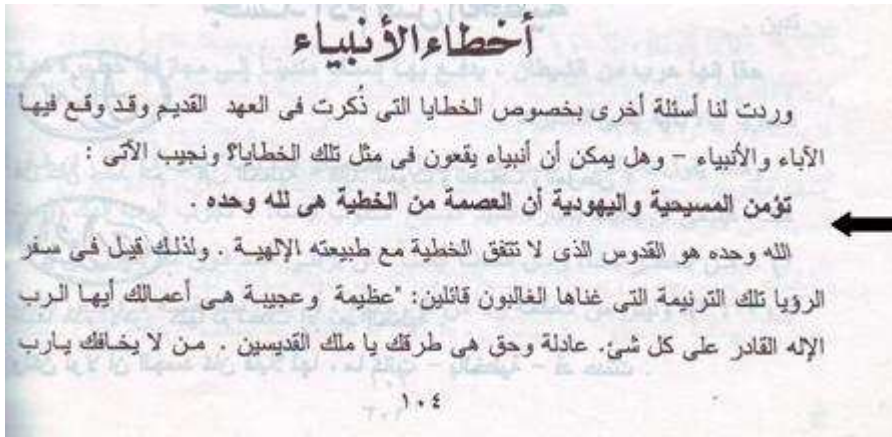 أخطاء الأنبياء
وردت لنا أسئلة أخرى بخصوص الخطايا التى ذُكرت فى العهد القديم وقد وقع فيها
الآباء والأنبياء – وهل يمكن أن أنبياء يقعون فى مثل تلك الخطايا؟ ونجيب الآتى :
تؤمن المسيحية واليهودية أن العصمة من الخطية هى لله وحده .
الله وحده هو القدوس الذى لا تتفق الخطية مع طبيعته الإلهية . ولذلك قيل فى سفر
الرؤيا تلك الترنيمة التى غناها الغالبون قائلين: "عظيمة وعجيبة هى أعمالك أيها الرب
الإله القادر على كل شئ. عادلة وحق هى طرقك يا ملك القديسين . من لا يخافك يارب
١٠٤